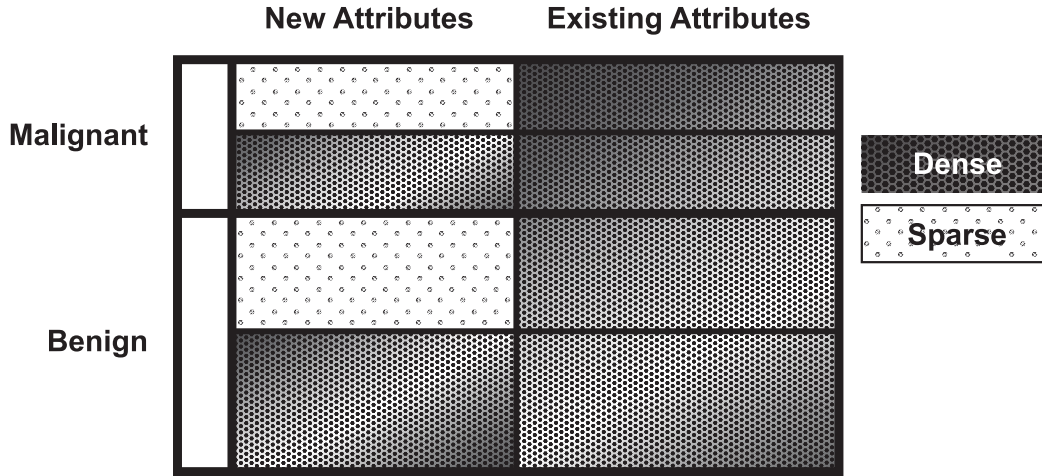 New Attributes Existing Attributes
Malignant
Dense
Sparse
Benign